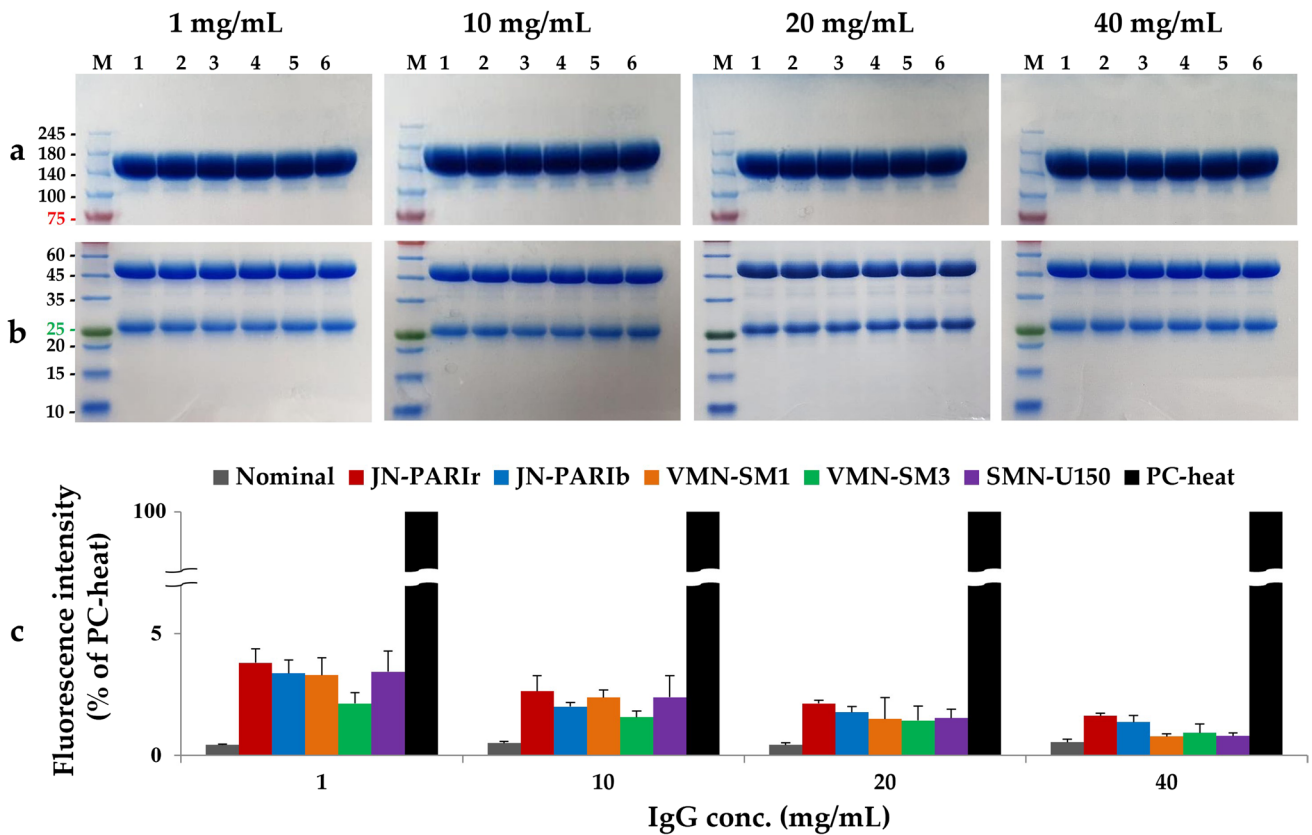 1 mg/mL 10 mg/mL 20 mg/mL 40 mg/mL
M 1 2 3 4 5 6 M 1 2 3 4 5 6 M 1 2 3 4 5 6 M 1 2 3 4 5 6
a
245 -
180 -
140 -
100 -
75 -
b
60 -
45 -
35 -
25 -
20 -
15 -
10 -
Nominal JN-PARIr JN-PARIb VMN-SM1 VMN-SM3 SMN-U150 PC-heat
c
Fluorescence intensity
(% of PC-heat)
100
5
0
1 10 20 40
IgG conc. (mg/mL)